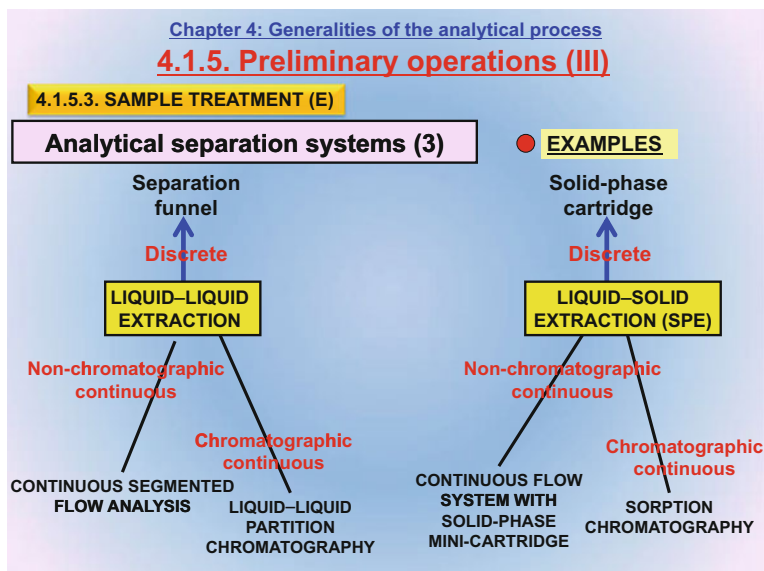 Chapter 4: Generalities of the analytical process
4.1.5. Preliminary operations (III)
4.1.5.3. SAMPLE TREATMENT (E)
Analytical separation systems (3)
EXAMPLES
Separation
funnel
Discrete
LIQUID–LIQUID
EXTRACTION
Non-chromatographic
continuous
Chromatographic
continuous
CONTINUOUS SEGMENTED
FLOW ANALYSIS
LIQUID–LIQUID
PARTITION
CHROMATOGRAPHY
Solid-phase
cartridge
Discrete
LIQUID–SOLID
EXTRACTION (SPE)
Non-chromatographic
continuous
Chromatographic
continuous
CONTINUOUS FLOW
SYSTEM WITH
SOLID-PHASE
MINI-CARTRIDGE
SORPTION
CHROMATOGRAPHY